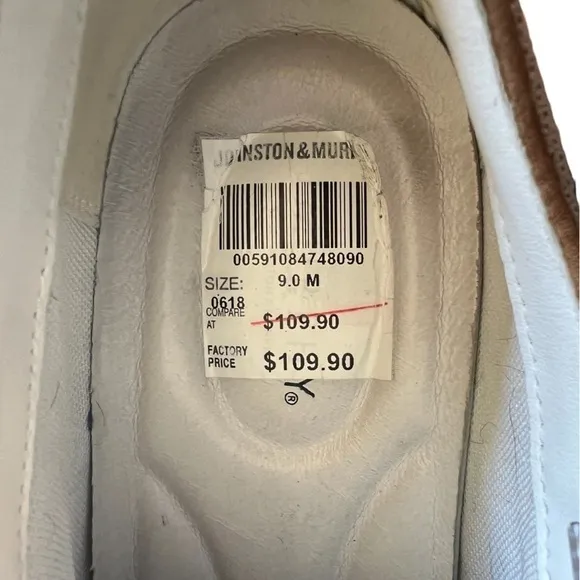 JOHNSTON & MUR
00591084748090
SIZE: 9.0 M
0618
COMPARE AT $109.90
FACTORY PRICE $109.90
Y®